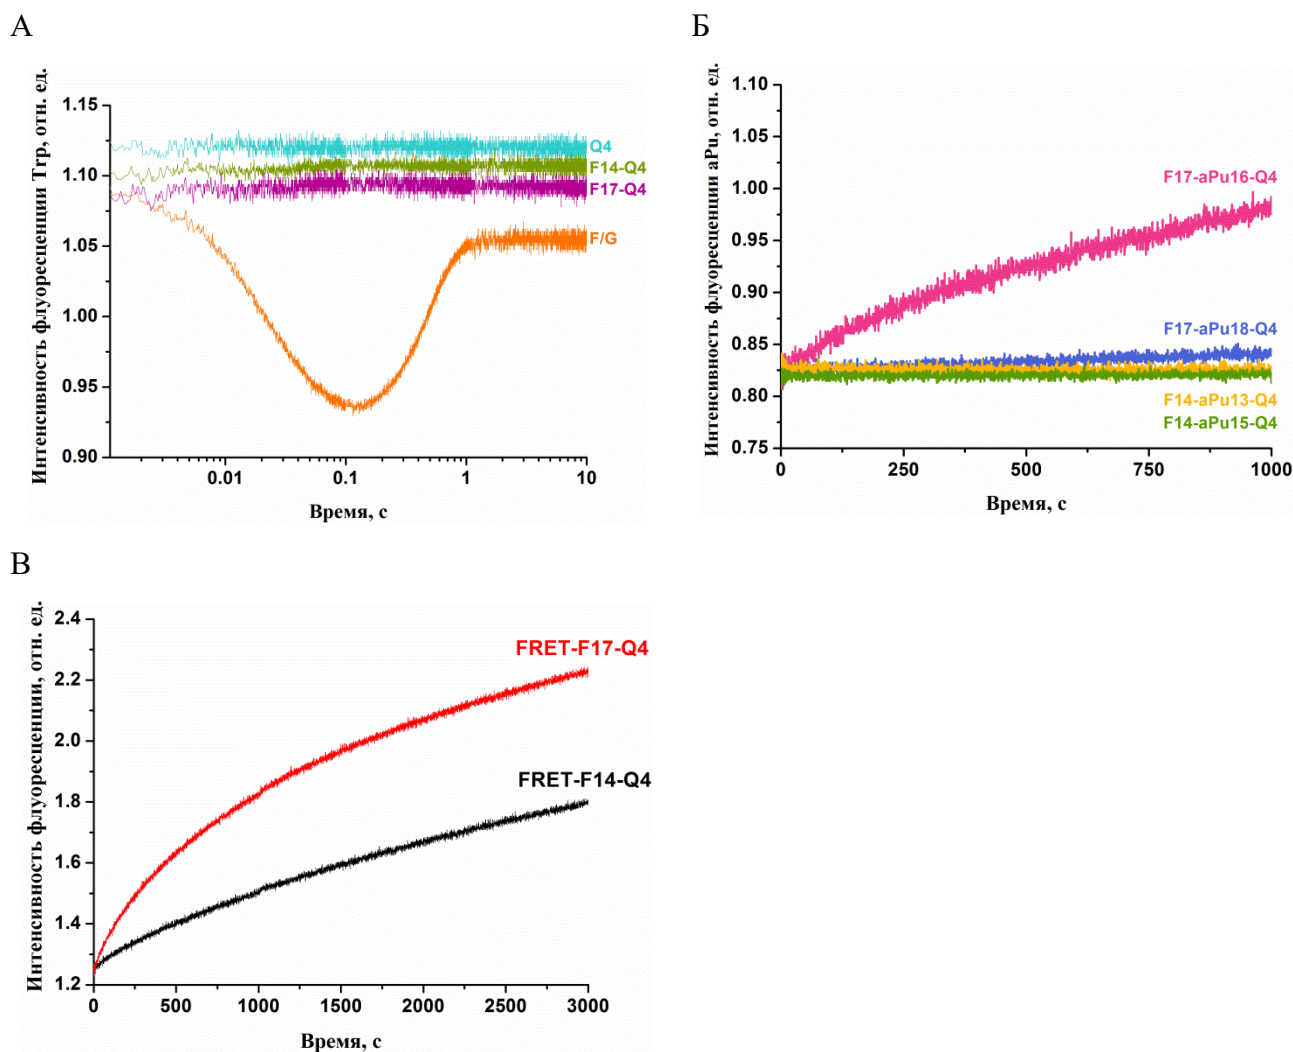 А
Интенсивность флуоресценции Trp, отн. ед.
1.15
1.10
1.05
1.00
0.95
0.90
0.01
0.1
1
10
Время, с
Q4
F14-Q4
F17-Q4
F/G
Б
Интенсивность флуоресценции aPu, отн. ед.
1.10
1.05
1.00
0.95
0.90
0.85
0.80
0.75
0
250
500
750
1000
Время, с
F17-aPu16-Q4
F17-aPu18-Q4
F14-aPu13-Q4
F14-aPu15-Q4
В
Интенсивность флуоресценции, отн. ед.
2.4
2.2
2.0
1.8
1.6
1.4
1.2
0
500
1000
1500
2000
2500
3000
Время, с
FRET-F17-Q4
FRET-F14-Q4